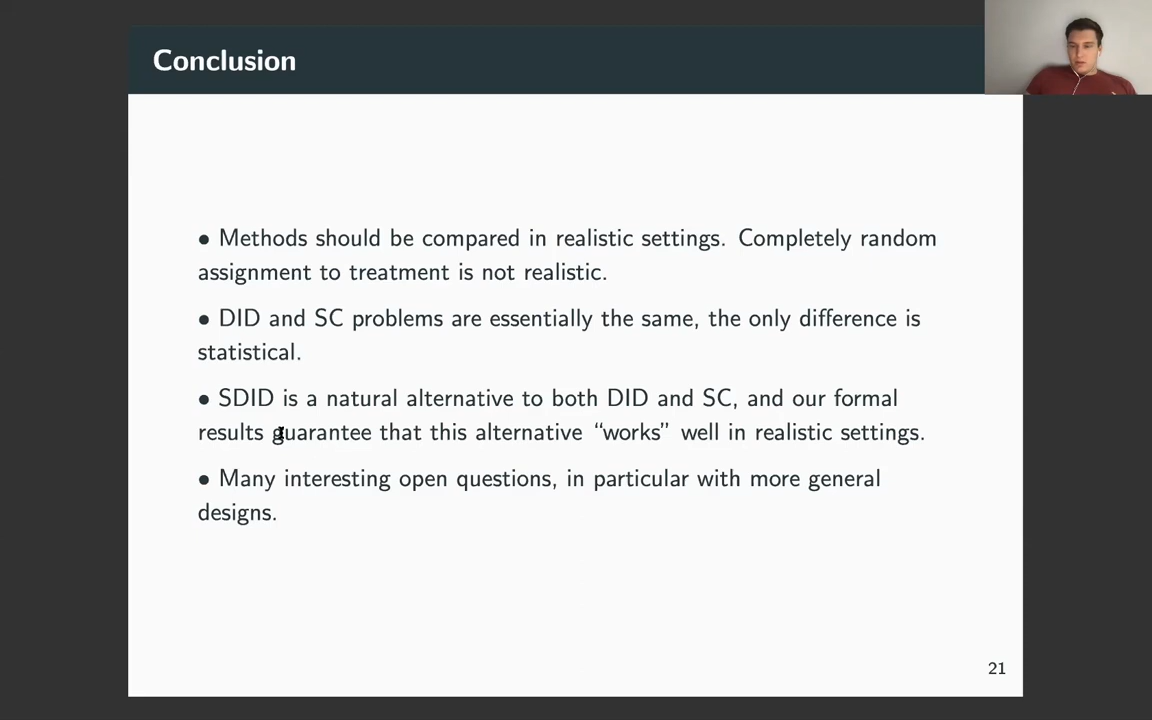 Conclusion
• Methods should be compared in realistic settings. Completely random
assignment to treatment is not realistic.
• DID and SC problems are essentially the same, the only difference is
statistical.
• SDID is a natural alternative to both DID and SC, and our formal
results guarantee that this alternative “works” well in realistic settings.
• Many interesting open questions, in particular with more general
designs.
21